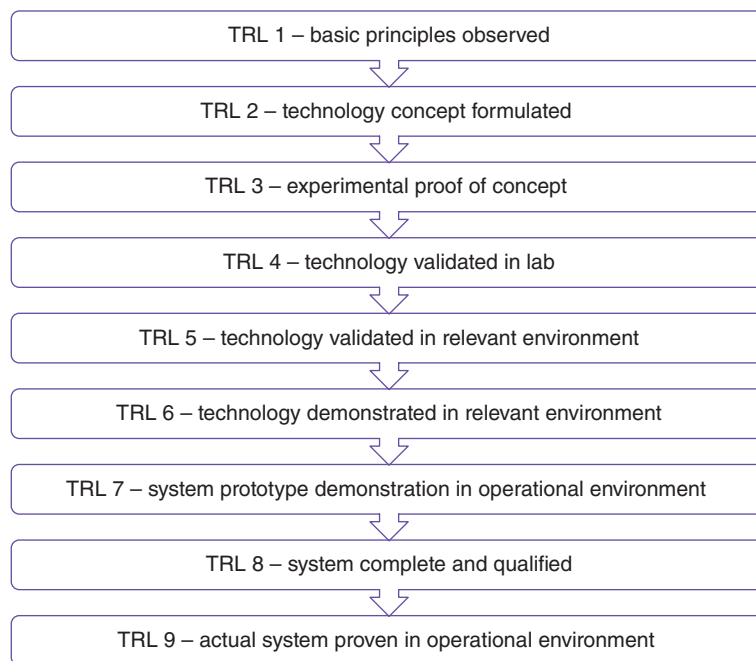 TRL 1 – basic principles observed
TRL 2 – technology concept formulated
TRL 3 – experimental proof of concept
TRL 4 – technology validated in lab
TRL 5 – technology validated in relevant environment
TRL 6 – technology demonstrated in relevant environment
TRL 7 – system prototype demonstration in operational environment
TRL 8 – system complete and qualified
TRL 9 – actual system proven in operational environment